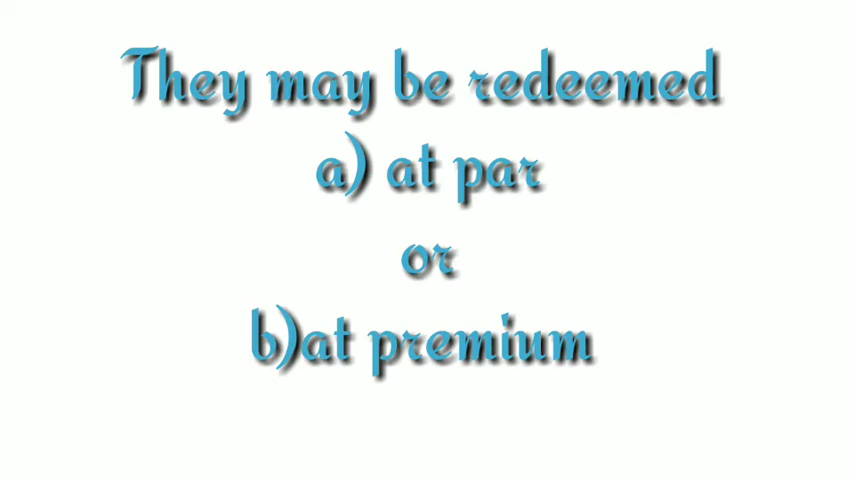 They may be redeemed
a) at par
or
b)at premium